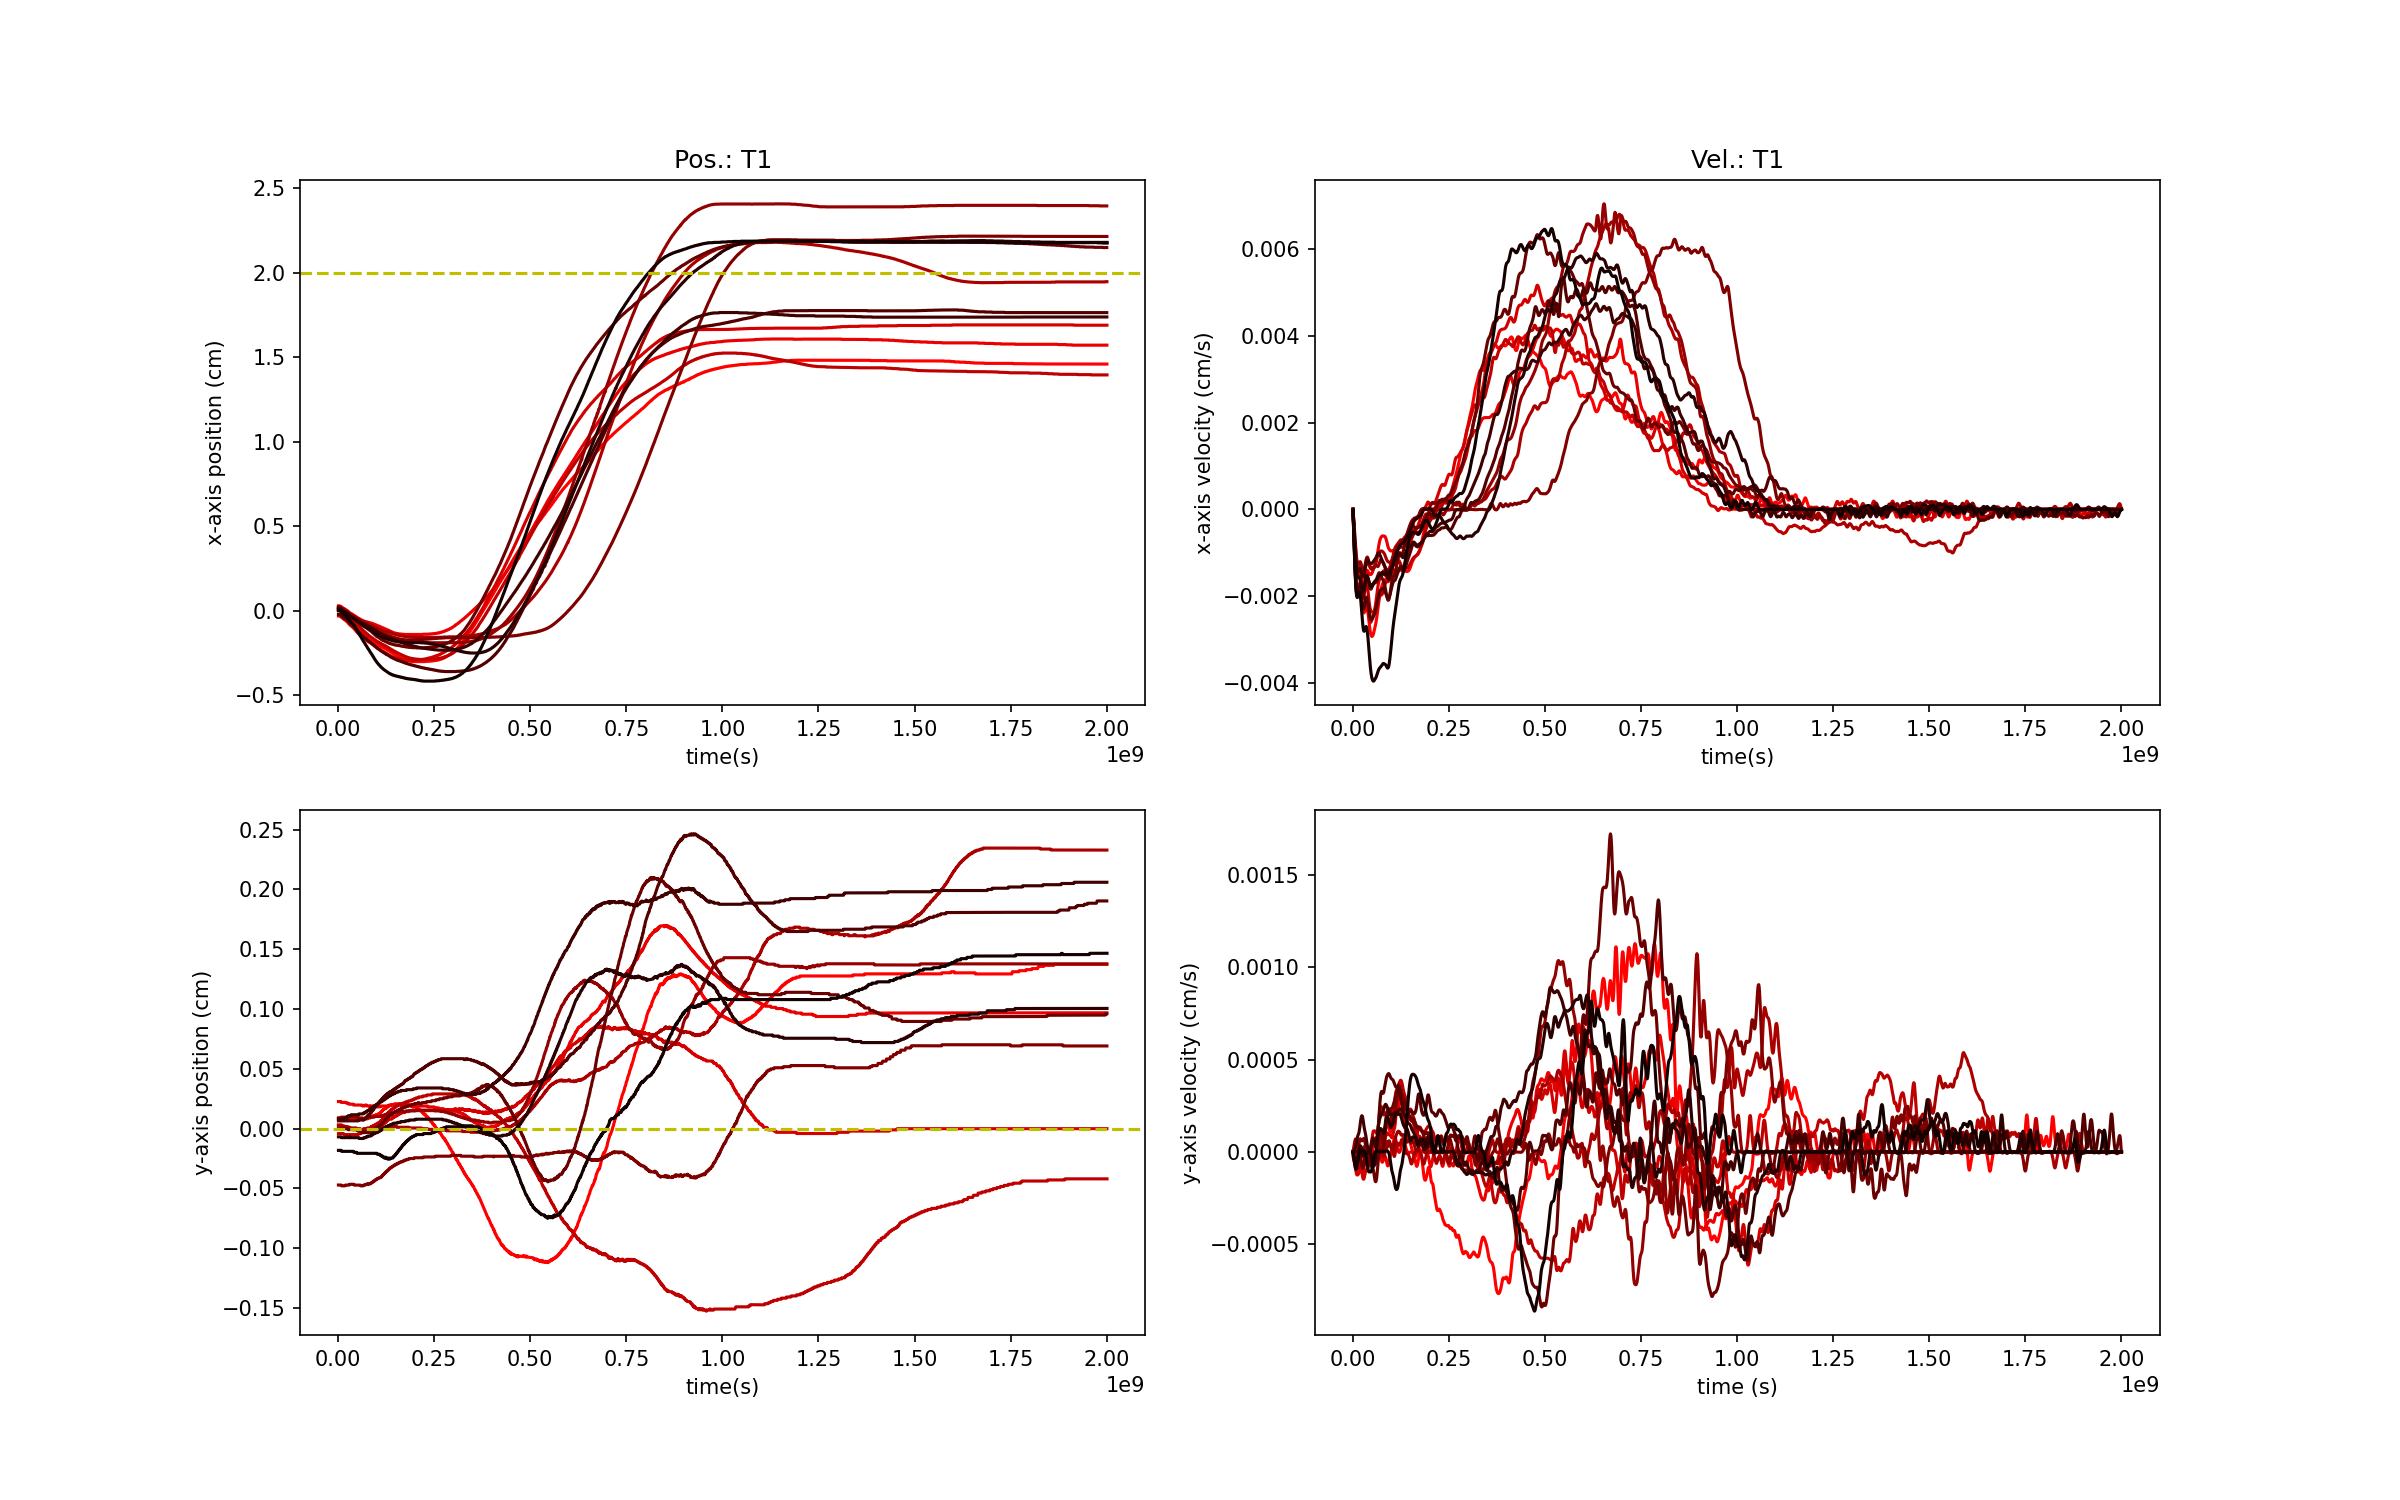 Pos.: T1
2.5
2.0
1.5
1.0
0.5
0.0
−0.5
x-axis position (cm)
0.00 0.25 0.50 0.75 1.00 1.25 1.50 1.75 2.00
time(s)
1e9
Vel.: T1
0.006
0.004
0.002
0.000
−0.002
−0.004
x-axis velocity (cm/s)
0.00 0.25 0.50 0.75 1.00 1.25 1.50 1.75 2.00
time(s)
1e9
0.25
0.20
0.15
0.10
0.05
0.00
−0.05
−0.10
−0.15
y-axis position (cm)
0.00 0.25 0.50 0.75 1.00 1.25 1.50 1.75 2.00
time(s)
1e9
0.0015
0.0010
0.0005
0.0000
−0.0005
y-axis velocity (cm/s)
0.00 0.25 0.50 0.75 1.00 1.25 1.50 1.75 2.00
time (s)
1e9